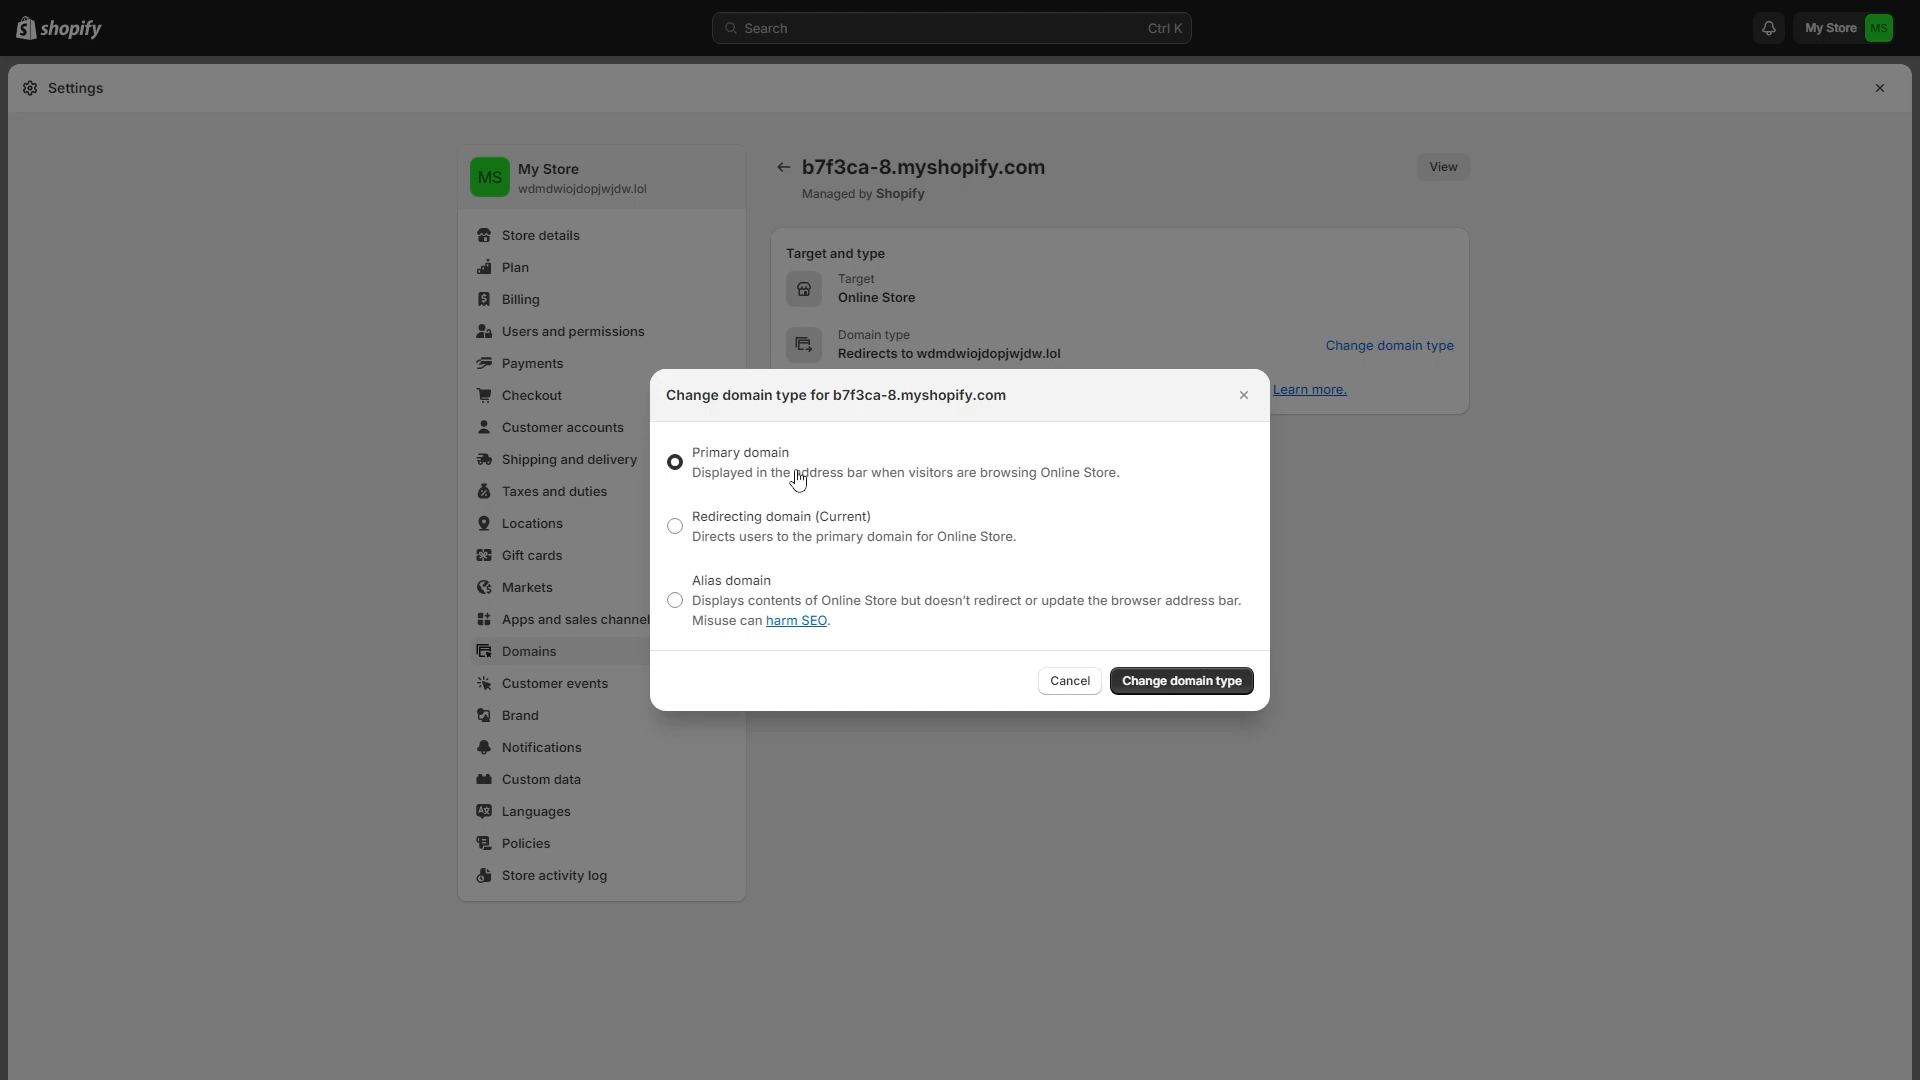 shopify
Search
Ctrl K
My Store
MS
Settings
MS
My Store
wdmdwiojdopjwjdw.lol
Store details
Plan
Billing
Users and permissions
Payments
Checkout
Customer accounts
Shipping and delivery
Taxes and duties
Locations
Gift cards
Markets
Apps and sales channel
Domains
Customer events
Brand
Notifications
Custom data
Languages
Policies
Store activity log
b7f3ca-8.myshopify.com
View
Managed by Shopify
Target and type
Target
Online Store
Domain type
Redirects to wdmdwiojdopjwjdw.lol
Change domain type
Learn more.
Change domain type for b7f3ca-8.myshopify.com
Primary domain
Displayed in the address bar when visitors are browsing Online Store.
Redirecting domain (Current)
Directs users to the primary domain for Online Store.
Alias domain
Displays contents of Online Store but doesn't redirect or update the browser address bar.
Misuse can harm SEO.
Cancel
Change domain type